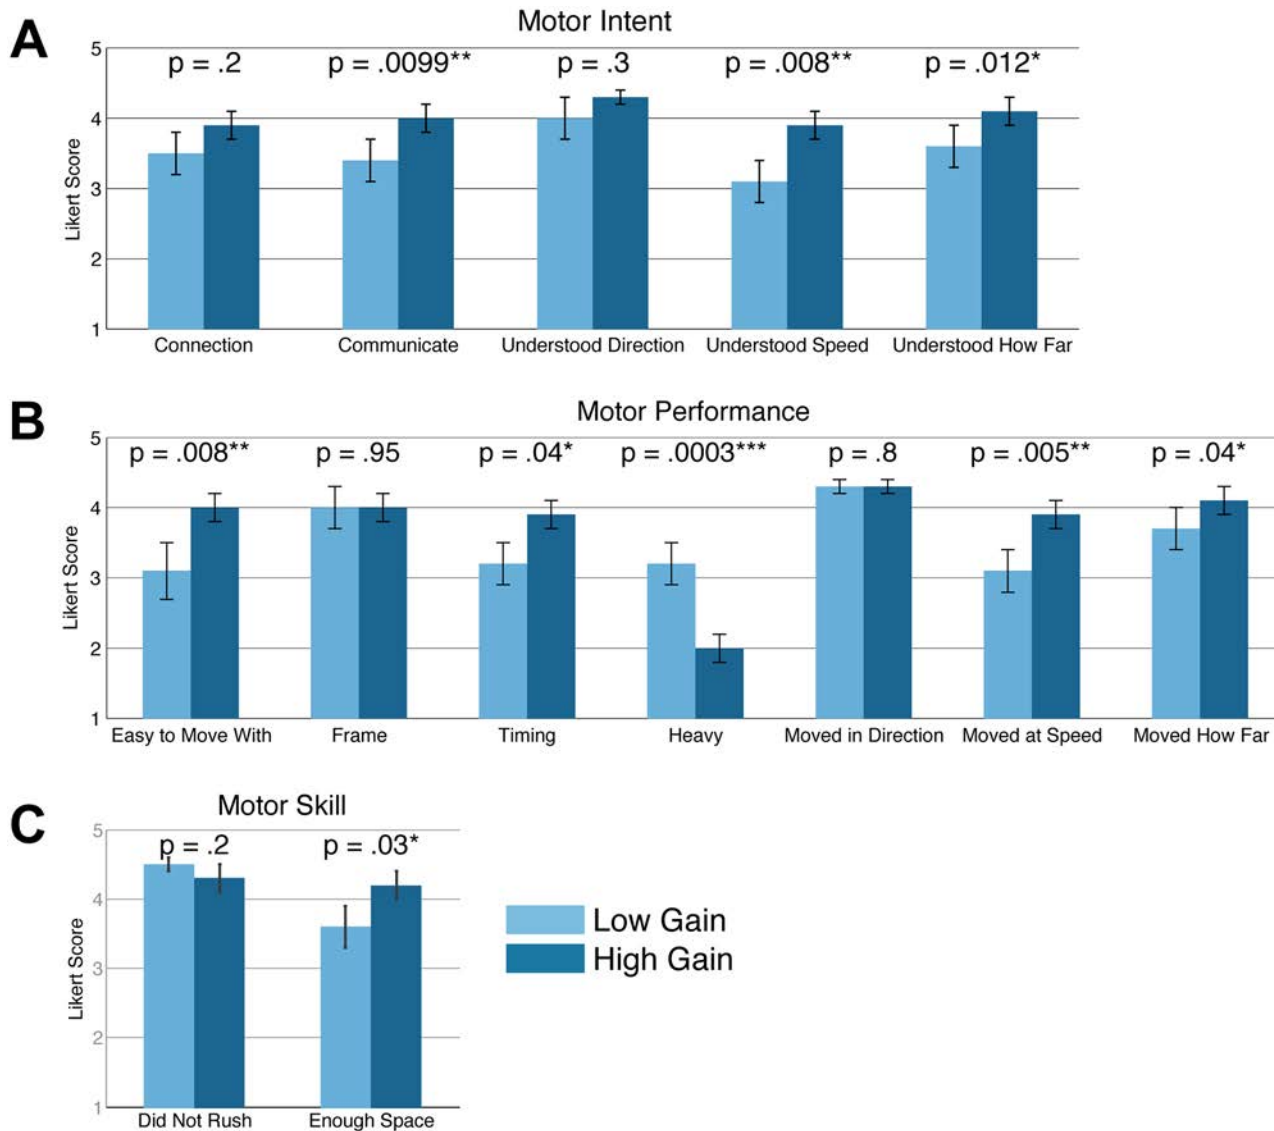 A
Motor Intent
5
4
3
2
1
Likert Score
p = .2
p = .0099**
p = .3
p = .008**
p = .012*
Connection
Communicate
Understood Direction
Understood Speed
Understood How Far
B
Motor Performance
5
4
3
2
1
Likert Score
p = .008**
p = .95
p = .04*
p = .0003***
p = .8
p = .005**
p = .04*
Easy to Move With
Frame
Timing
Heavy
Moved in Direction
Moved at Speed
Moved How Far
C
Motor Skill
5
4
3
2
1
Likert Score
p = .2
p = .03*
Did Not Rush
Enough Space
Low Gain
High Gain